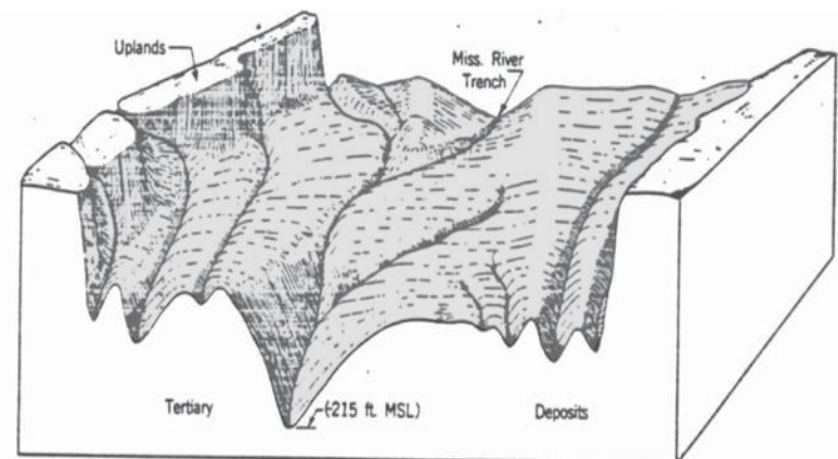 Uplands
Miss. River
Trench
Tertiary
(-215 ft. MSL)
Deposits